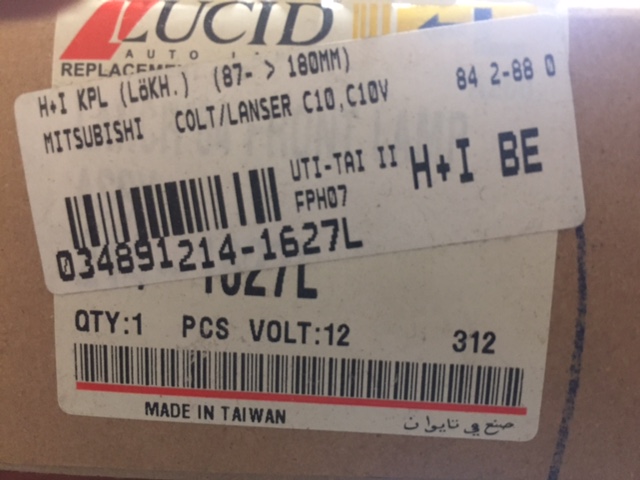 LUCID
AUTO
REPLACEME
H+I KPL (LöKH.) (87- > 180MM) 84 2-88 0
MITSUBISHI COLT/LANSER C10,C10V
UTI-TAI II H+I BE
FPH07
034891214-1627L
1627L
QTY:1 PCS VOLT:12 312
MADE IN TAIWAN صنع في تايوان